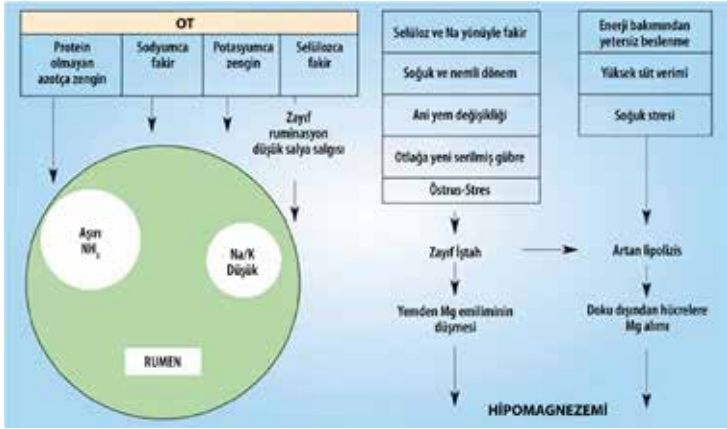 OT
Protein
olmayan
azotça zengin
Sodyumca
fakir
Potasyumca
zengin
Selülozca
fakir
Zayıf
ruminasyon
düşük salya salgısı
Aşırı
NH3
Na/K
Düşük
RUMEN
Selüloz ve Na yönüyle fakir
Soğuk ve nemli dönem
Ani yem değişikliği
Otlağa yeni serilmiş gübre
Östrus-Stres
Zayıf İştah
Yemden Mg emiliminin
düşmesi
Enerji bakımından
yetersiz beslenme
Yüksek süt verimi
Soğuk stresi
Artan lipolizis
Doku dışından hücrelere
Mg alımı
HİPOMAGNEZEMİ